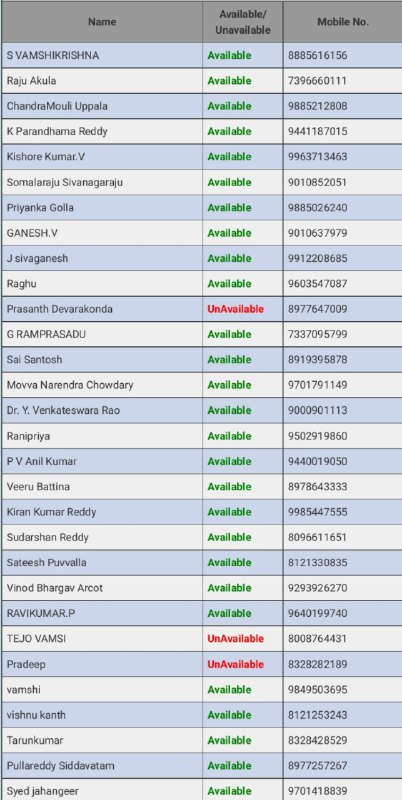 Name Available/ Unavailable Mobile No.
S VAMSHIKRISHNA Available 8885616156
Raju Akula Available 7396660111
ChandraMouli Uppala Available 9885212808
K Parandhama Reddy Available 9441187015
Kishore Kumar.V Available 9963713463
Somalaraju Sivanagaraju Available 9010852051
Priyanka Golla Available 9885026240
GANESH.V Available 9010637979
J sivaganesh Available 9912208685
Raghu Available 9603547087
Prasanth Devarakonda UnAvailable 8977647009
G RAMPRASADU Available 7337095799
Sai Santosh Available 8919395878
Movva Narendra Chowdary Available 9701791149
Dr. Y. Venkateswara Rao Available 9000901113
Ranipriya Available 9502919860
P V Anil Kumar Available 9440019050
Veeru Battina Available 8978643333
Kiran Kumar Reddy Available 9985447555
Sudarshan Reddy Available 8096611651
Sateesh Puvvalla Available 8121330835
Vinod Bhargav Arcot Available 9293926270
RAVIKUMAR.P Available 9640199740
TEJO VAMSI UnAvailable 8008764431
Pradeep UnAvailable 8328282189
vamshi Available 9849503695
vishnu kanth Available 8121253243
Tarunkumar Available 8328428529
Pullareddy Siddavatam Available 8977257267
Syed jahangeer Available 9701418839